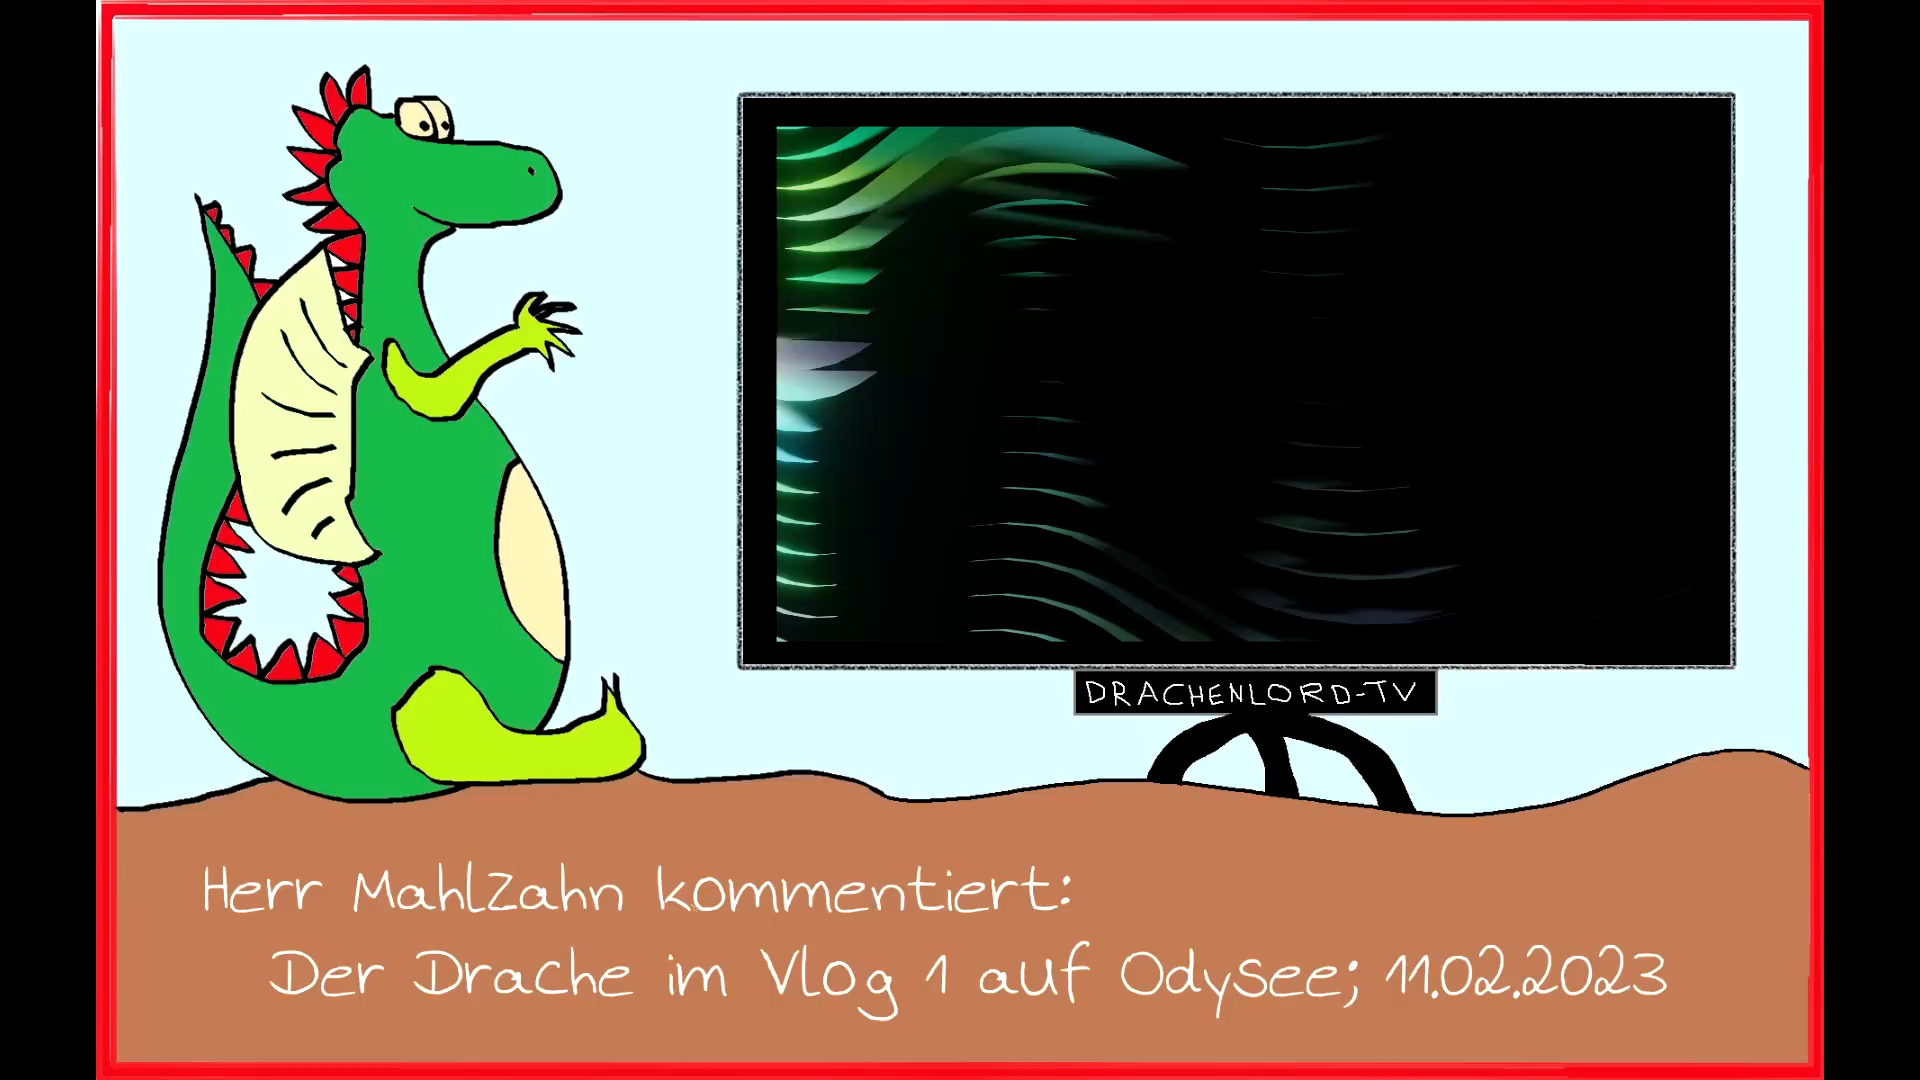 DRACHENLORD-TV
Herr Mahlzahn kommentiert:
Der Drache im Vlog 1 auf Odysee; 11.02.2023